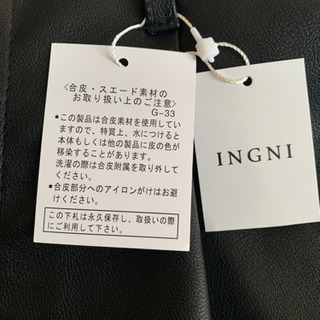 〈合皮・スエード素材の
お取り扱い上のご注意〉
G-33
●この製品は合皮素材を使用してい
ますので、特質上、水につけると
本体もしくは他の製品に皮の色が
移染することがあります。
洗濯の際は合皮附属を取り外して
ください。
●合皮部分へのアイロンがけはお避
けください。
この下札は永久保存し、取扱いの際
にご利用して下さい。
INGNI